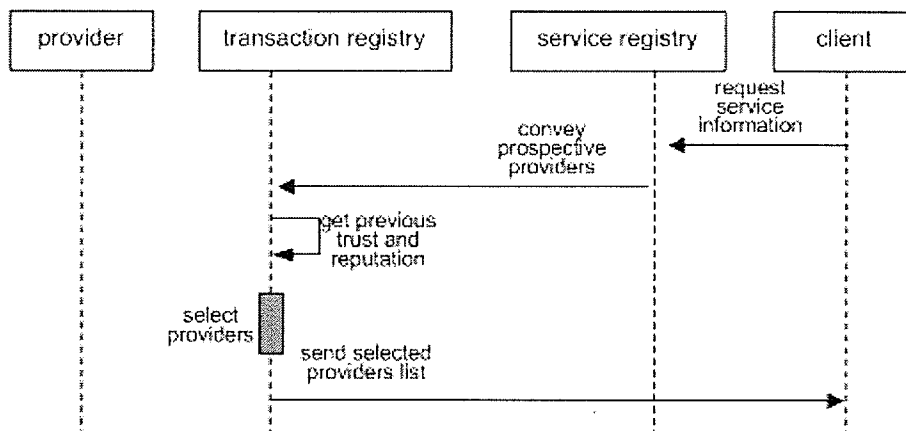 provider
transaction registry
service registry
client
request
service
information
convey
prospective
providers
get previous
trust and
reputation
select
providers
send selected
providers list